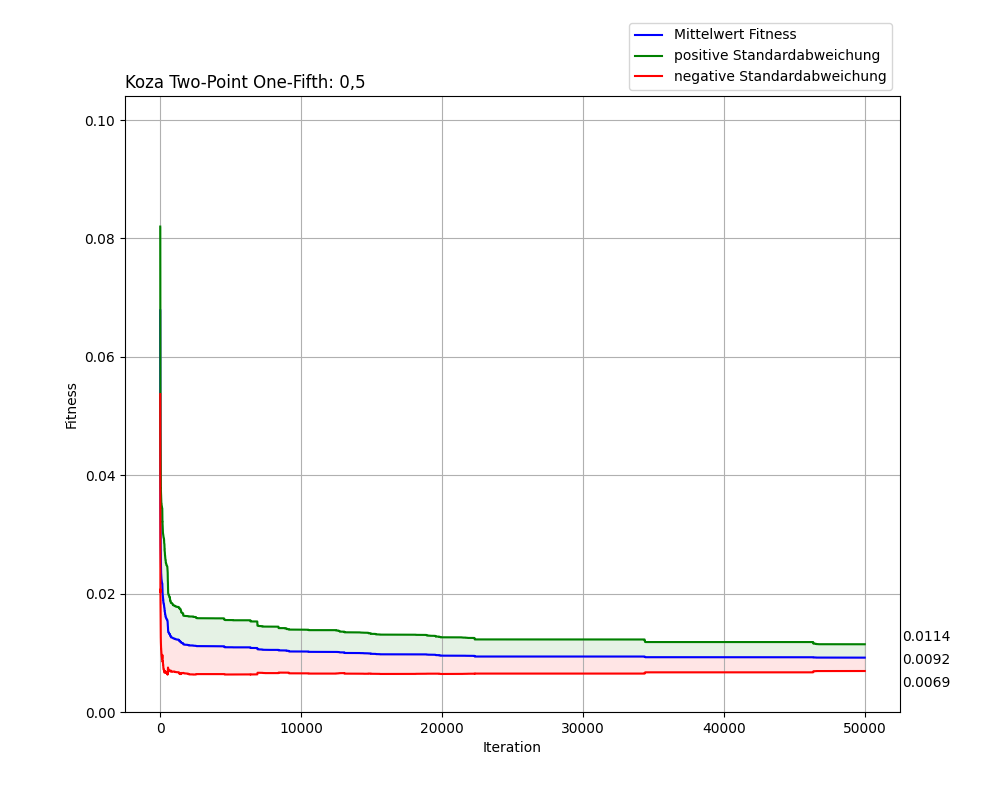 Mittelwert Fitness
positive Standardabweichung
negative Standardabweichung
Koza Two-Point One-Fifth: 0,5
0.10
0.08
0.06
0.04
0.02
0.00
Fitness
0.0114
0.0092
0.0069
0 10000 20000 30000 40000 50000
Iteration